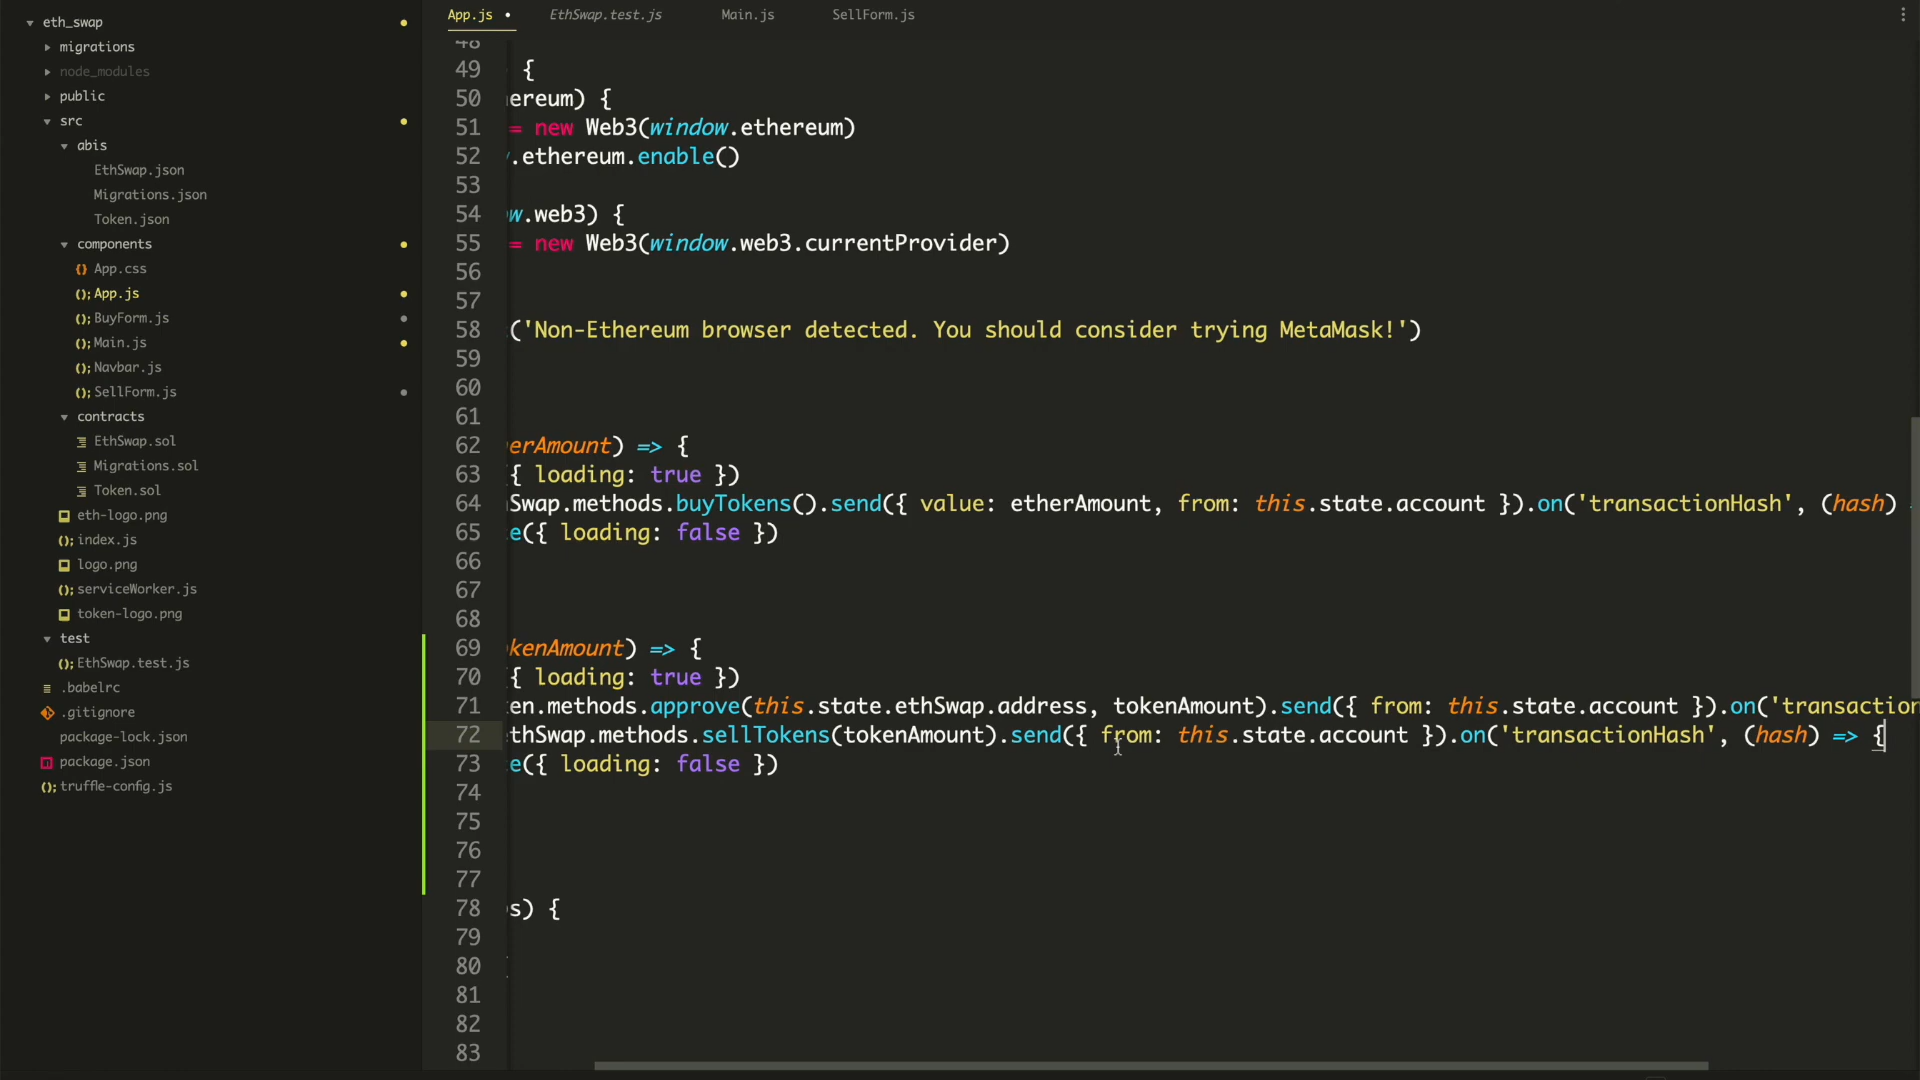 eth_swap
migrations
node_modules
public
src
abis
EthSwap.json
Migrations.json
Token.json
components
App.css
App.js
BuyForm.js
Main.js
Navbar.js
SellForm.js
contracts
EthSwap.sol
Migrations.sol
Token.sol
eth-logo.png
index.js
logo.png
serviceWorker.js
token-logo.png
test
EthSwap.test.js
.babelrc
.gitignore
package-lock.json
package.json
truffle-config.js
App.js EthSwap.test.js Main.js SellForm.js
48
49 {
50 ereum) {
51 = new Web3(window.ethereum)
52 .ethereum.enable()
53
54 w.web3) {
55 = new Web3(window.web3.currentProvider)
56
57
58 ('Non-Ethereum browser detected. You should consider trying MetaMask!')
59
60
61
62 erAmount) => {
63 { loading: true })
64 Swap.methods.buyTokens().send({ value: etherAmount, from: this.state.account }).on('transactionHash', (hash) =
65 e({ loading: false })
66
67
68
69 kenAmount) => {
70 { loading: true })
71 en.methods.approve(this.state.ethSwap.address, tokenAmount).send({ from: this.state.account }).on('transaction
72 thSwap.methods.sellTokens(tokenAmount).send({ from: this.state.account }).on('transactionHash', (hash) => {
73 e({ loading: false })
74
75
76
77
78 s) {
79
80
81
82
83